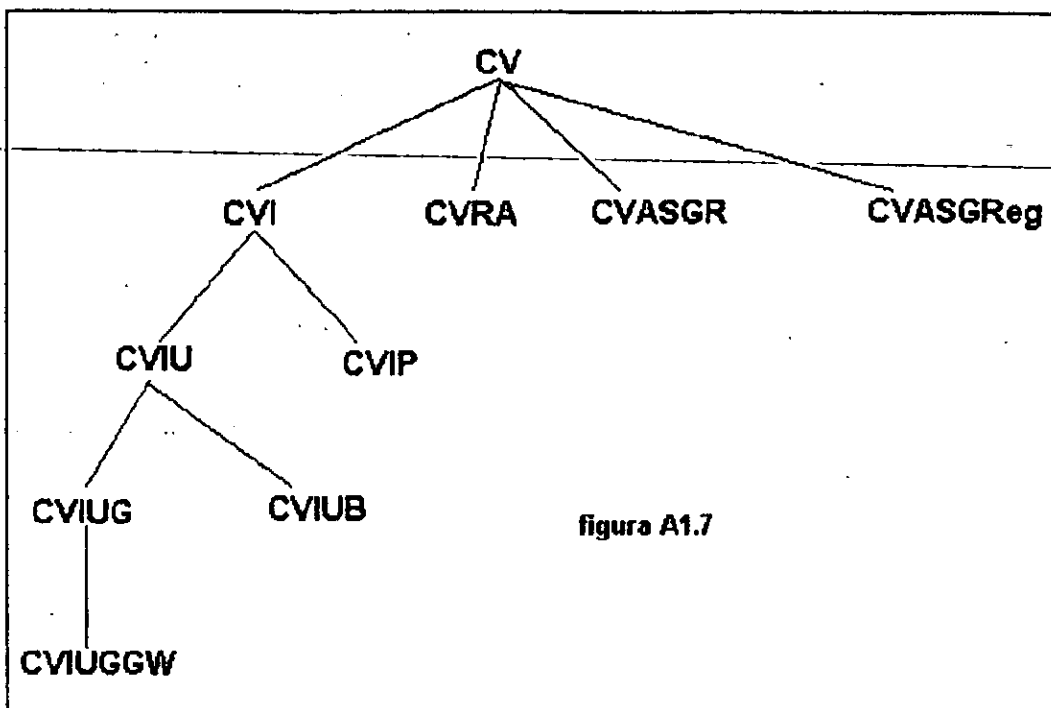 CV
CVI CVRA CVASGR CVASGReg
CVIU CVIP
CVIUG CVIUB
figura A1.7
CVIUGGW